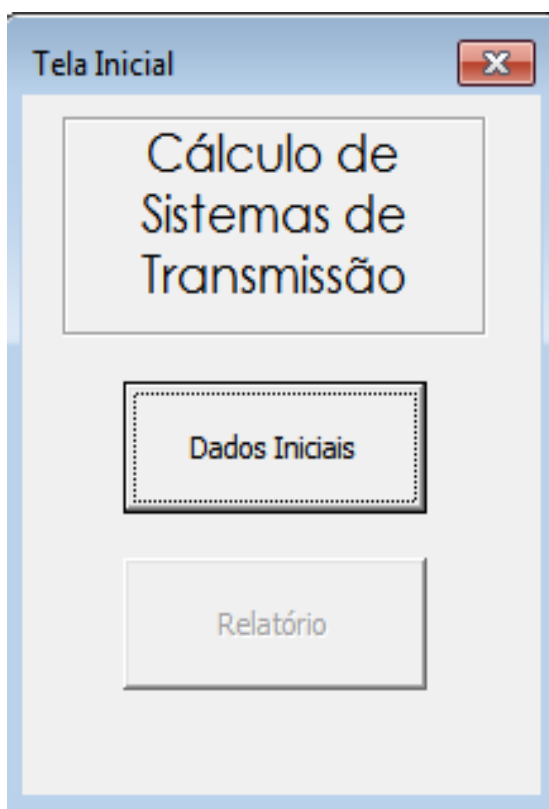 Tela Inicial
Cálculo de
Sistemas de
Transmissão
Dados Iniciais
Relatório